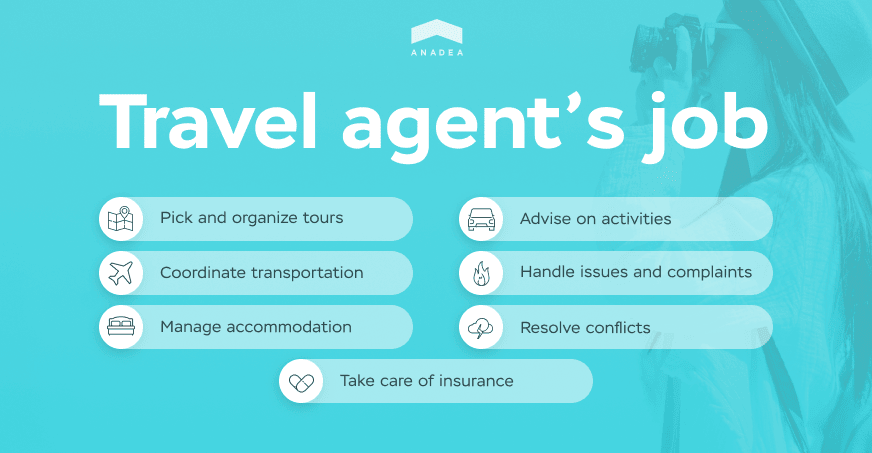 ANADEA
Travel agent's job
Pick and organize tours
Advise on activities
Coordinate transportation
Handle issues and complaints
Manage accommodation
Resolve conflicts
Take care of insurance